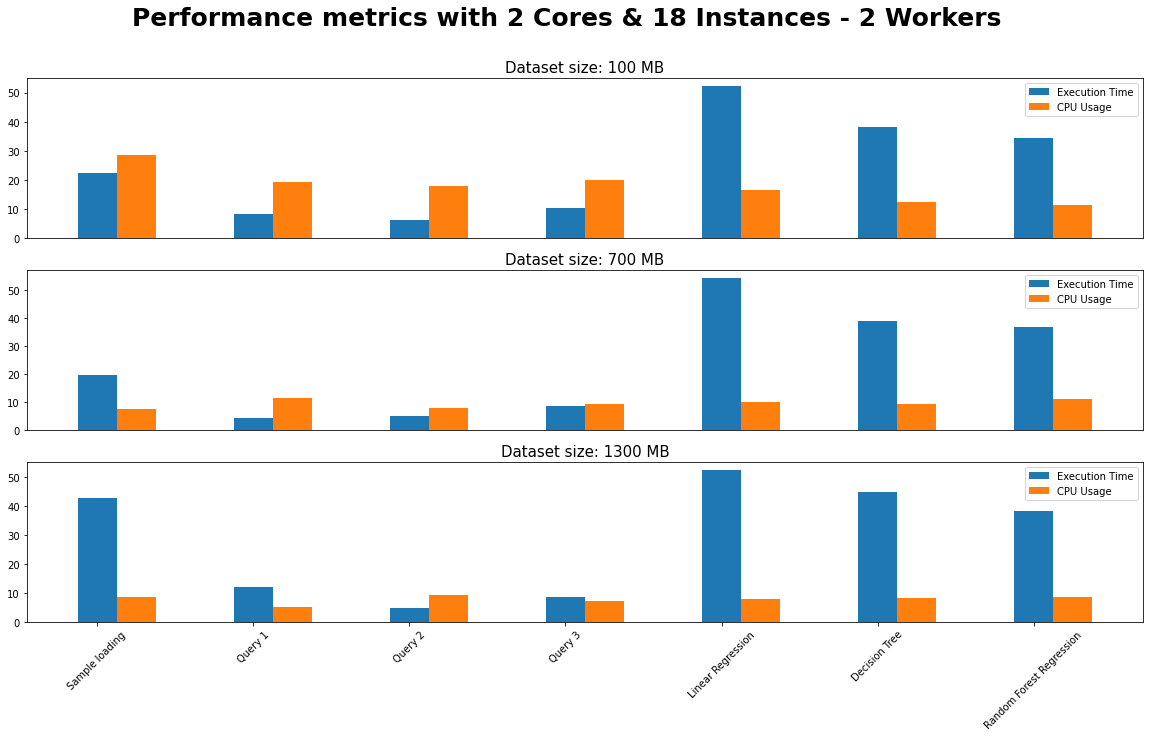 Performance metrics with 2 Cores & 18 Instances - 2 Workers
Dataset size: 100 MB
50
40
30
20
10
0
Execution Time
CPU Usage
Dataset size: 700 MB
50
40
30
20
10
0
Execution Time
CPU Usage
Dataset size: 1300 MB
50
40
30
20
10
0
Execution Time
CPU Usage
Sample loading
Query 1
Query 2
Query 3
Linear Regression
Decision Tree
Random Forest Regression